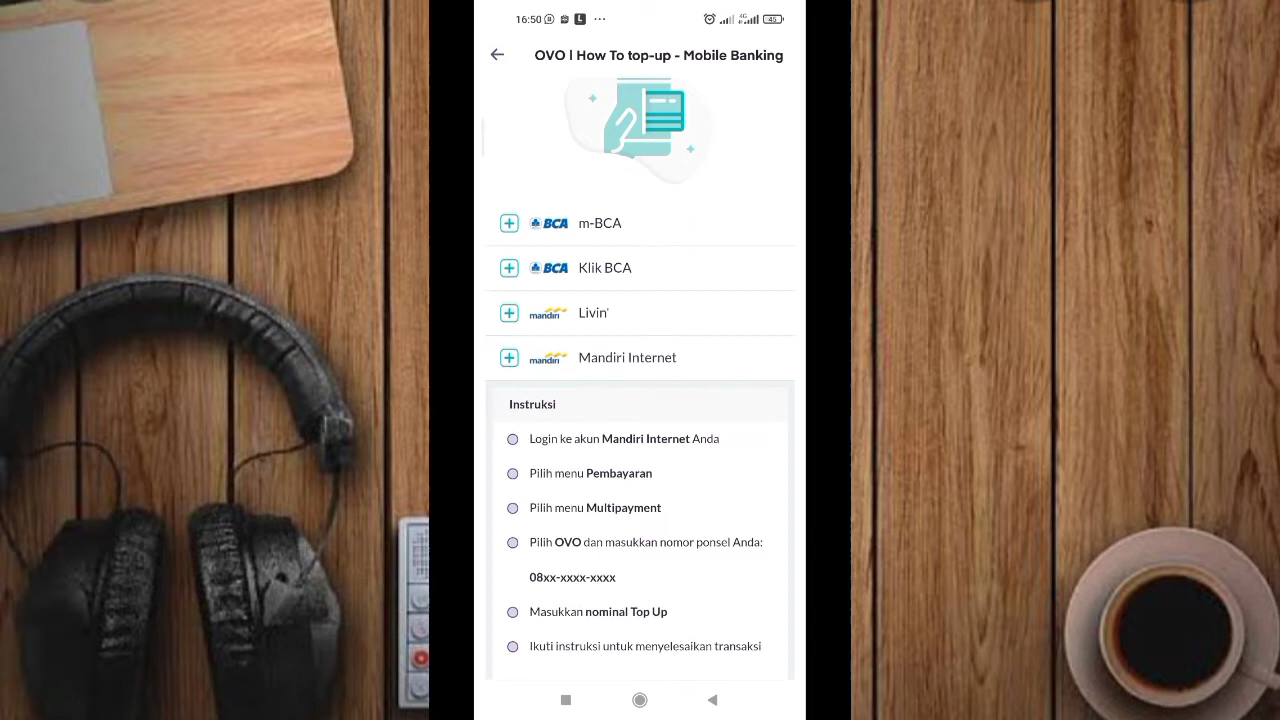 16:50 L ... 4G 45
OVO l How To top-up - Mobile Banking
BCA m-BCA
BCA Klik BCA
mandiri Livin'
mandiri Mandiri Internet
Instruksi
Login ke akun Mandiri Internet Anda
Pilih menu Pembayaran
Pilih menu Multipayment
Pilih OVO dan masukkan nomor ponsel Anda:
08xx-xxxx-xxxx
Masukkan nominal Top Up
Ikuti instruksi untuk menyelesaikan transaksi